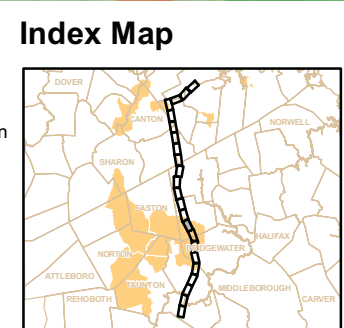 Index Map
n
DOVER
CANTON
NORWELL
SHARON
EASTON
HALIFAX
BRIDGEWATER
NORTON
ATTLEBORO
TAUNTON
MIDDLEBOROUGH
REHOBOTH
CARVER